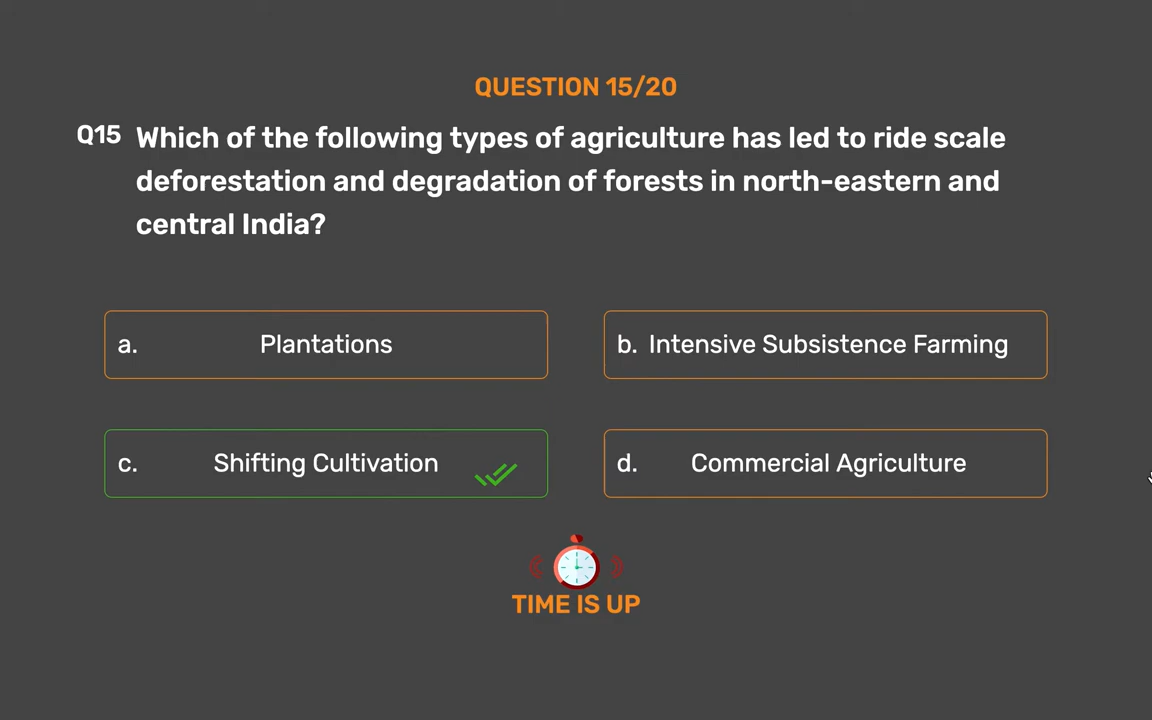 QUESTION 15/20
Q15 Which of the following types of agriculture has led to ride scale
deforestation and degradation of forests in north-eastern and
central India?
a. Plantations
b. Intensive Subsistence Farming
c. Shifting Cultivation
d. Commercial Agriculture
TIME IS UP